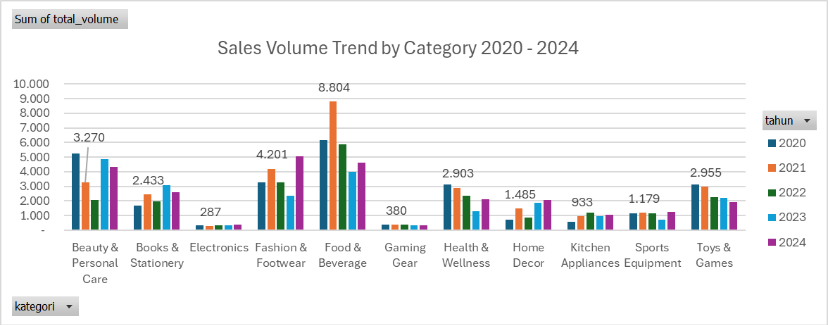 Sum of total_volume
Sales Volume Trend by Category 2020 - 2024
10.000
9.000
8.000
7.000
6.000
5.000
4.000
3.000
2.000
1.000
-
3.270
2.433
287
4.201
8.804
380
2.903
1.485
933
1.179
2.955
Beauty & Personal Care
Books & Stationery
Electronics
Fashion & Footwear
Food & Beverage
Gaming Gear
Health & Wellness
Home Decor
Kitchen Appliances
Sports Equipment
Toys & Games
tahun
2020
2021
2022
2023
2024
kategori